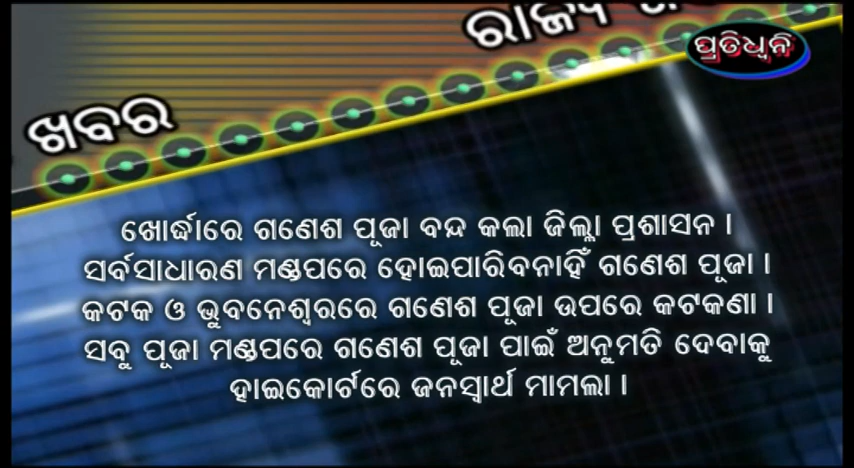 ରାଜ୍ୟ
ପ୍ରତିଧ୍ୱନି
ଖବର
ଖୋର୍ଦ୍ଧାରେ ଗଣେଶ ପୂଜା ବନ୍ଦ କଲା ଜିଲ୍ଲା ପ୍ରଶାସନ ।
ସର୍ବସାଧାରଣ ମଣ୍ଡପରେ ହୋଇପାରିବନାହିଁ ଗଣେଶ ପୂଜା ।
କଟକ ଓ ଭୁବନେଶ୍ୱରରେ ଗଣେଶ ପୂଜା ଉପରେ କଟକଣା ।
ସବୁ ପୂଜା ମଣ୍ଡପରେ ଗଣେଶ ପୂଜା ପାଇଁ ଅନୁମତି ଦେବାକୁ
ହାଇକୋର୍ଟରେ ଜନସ୍ୱାର୍ଥ ମାମଲା ।